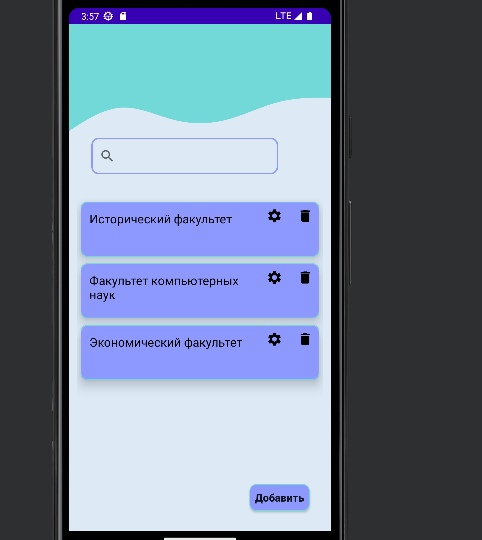 3:57 LTE
Исторический факультет
Факультет компьютерных
наук
Экономический факультет
Добавить